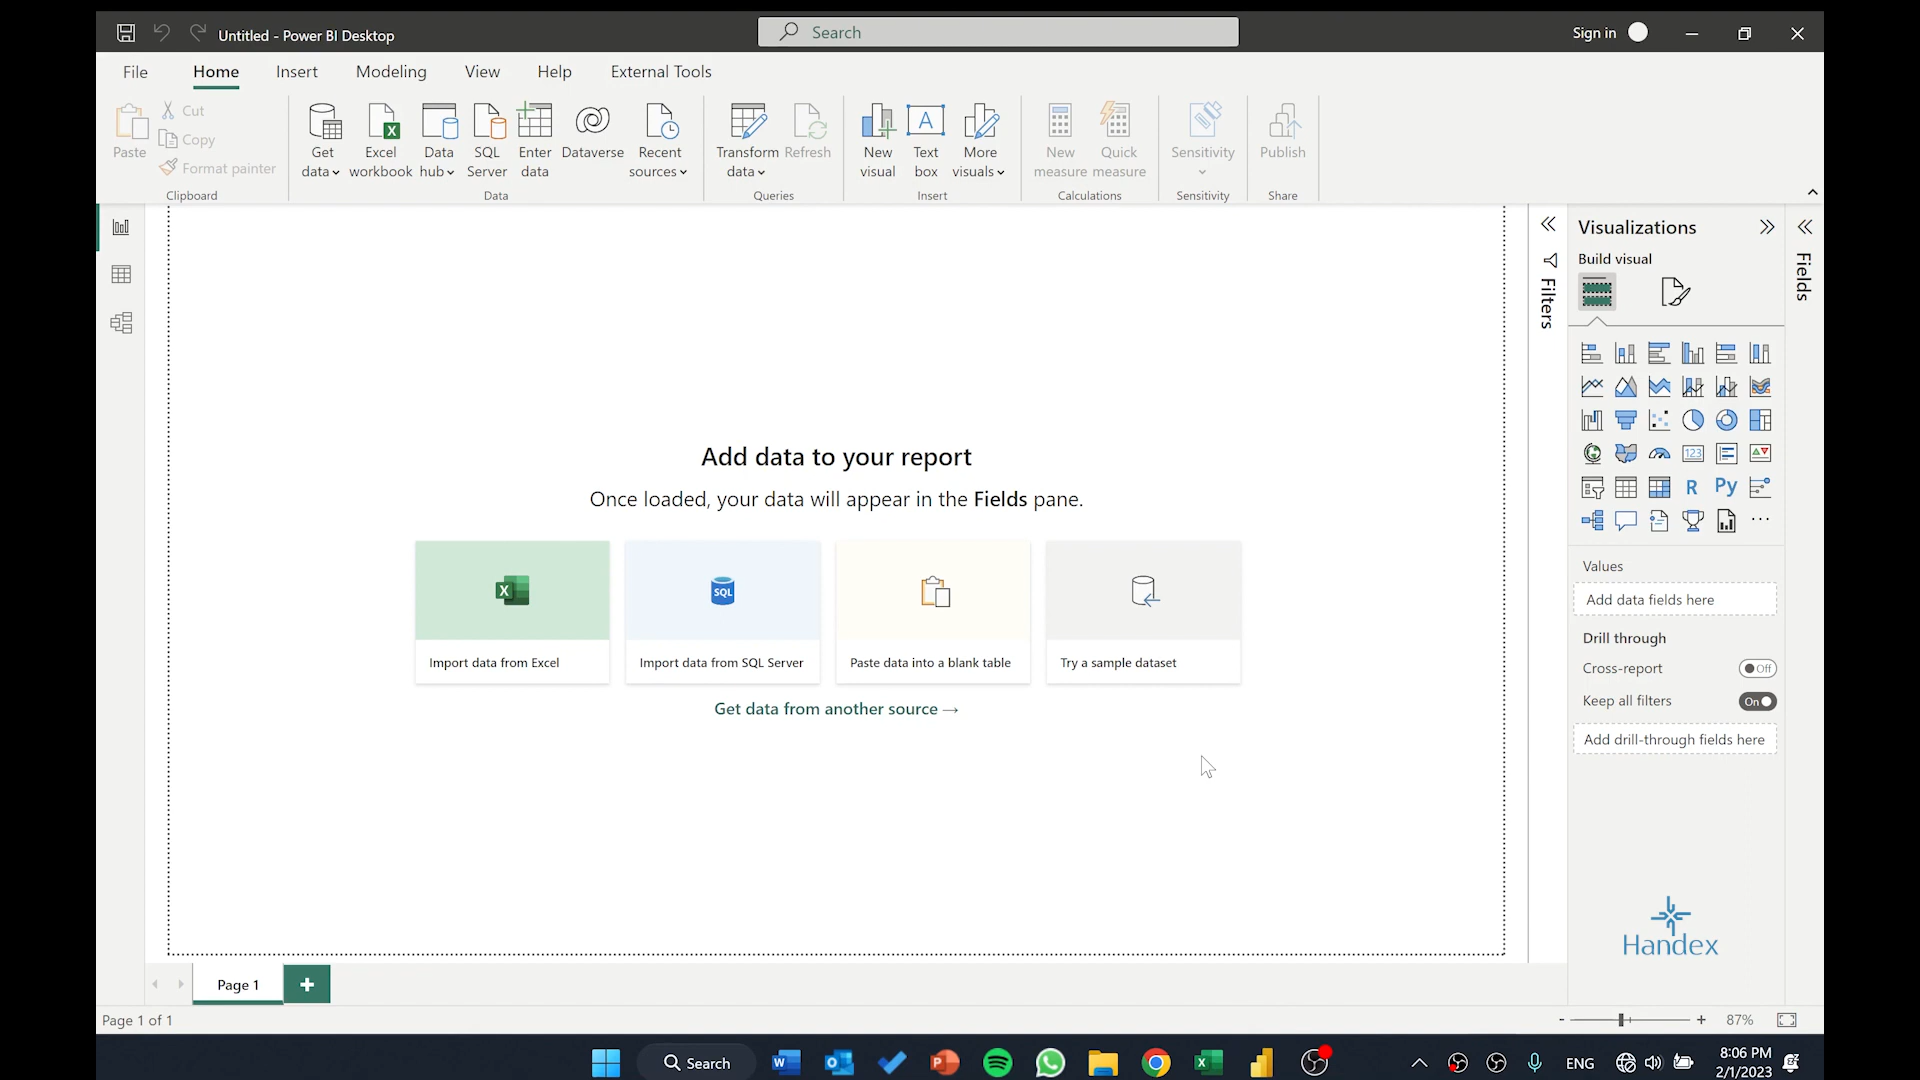 Untitled - Power BI Desktop
Search
Sign in
File
Home
Insert
Modeling
View
Help
External Tools
Paste
Cut
Copy
Format painter
Clipboard
Get data
Excel workbook
Data hub
SQL Server
Enter data
Dataverse
Recent sources
Data
Transform data
Refresh
Queries
New visual
Text box
More visuals
Insert
New measure
Quick measure
Calculations
Sensitivity
Sensitivity
Publish
Share
Filters
Visualizations
Build visual
Fields
123
R
Py
Values
Add data fields here
Drill through
Cross-report
Off
Keep all filters
On
Add drill-through fields here
Add data to your report
Once loaded, your data will appear in the Fields pane.
SQL
Import data from Excel
Import data from SQL Server
Paste data into a blank table
Try a sample dataset
Get data from another source →
Handex
Page 1
Page 1 of 1
- + 87%
Search
ENG
8:06 PM
2/1/2023